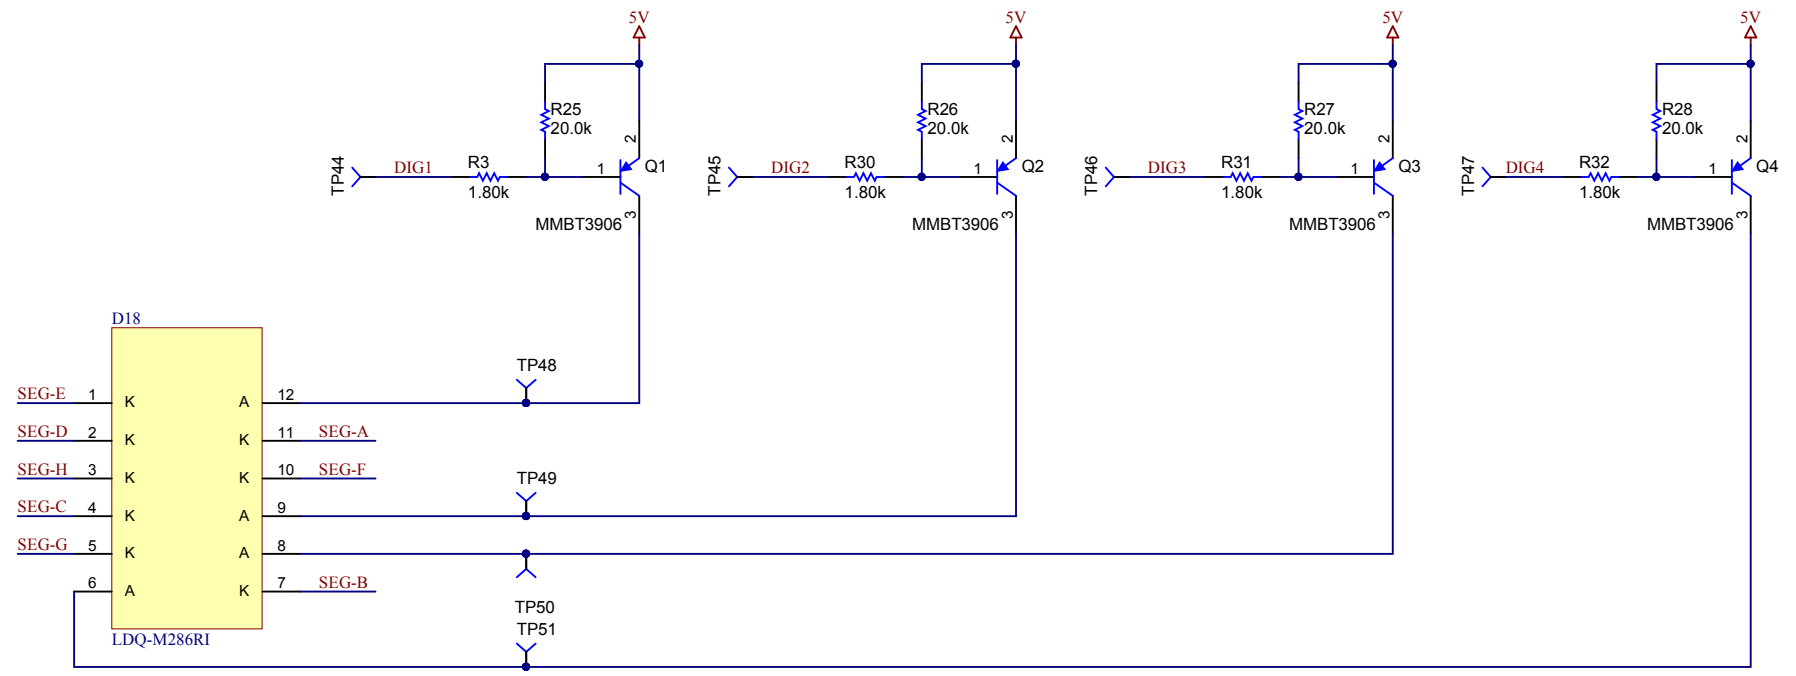 5V 5V 5V 5V
R25 R26 R27 R28
20.0k 20.0k 20.0k 20.0k
2 2 2 2
TP44 DIG1 R3 1 Q1 TP45 DIG2 R30 1 Q2 TP46 DIG3 R31 1 Q3 TP47 DIG4 R32 1 Q4
1.80k 1.80k 1.80k 1.80k
MMBT3906 3 MMBT3906 3 MMBT3906 3 MMBT3906 3
D18
TP48
SEG-E 1 K A 12
SEG-D 2 K K 11 SEG-A
SEG-H 3 K K 10 SEG-F
TP49
SEG-C 4 K A 9
SEG-G 5 K A 8
6 A K 7 SEG-B
TP50
TP51
LDQ-M286RI